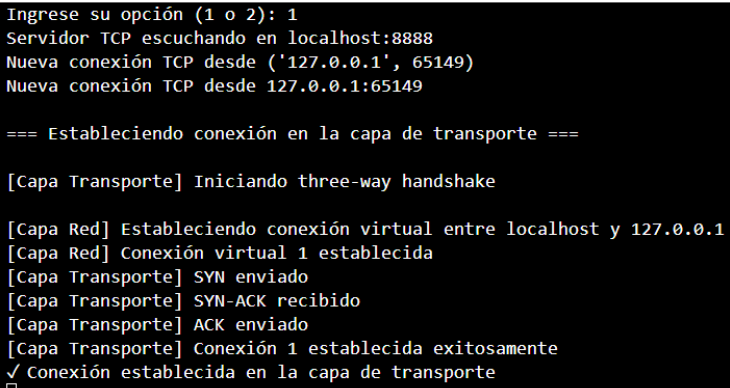 Ingrese su opción (1 o 2): 1
Servidor TCP escuchando en localhost:8888
Nueva conexión TCP desde ('127.0.0.1', 65149)
Nueva conexión TCP desde 127.0.0.1:65149
=== Estableciendo conexión en la capa de transporte ===
[Capa Transporte] Iniciando three-way handshake
[Capa Red] Estableciendo conexión virtual entre localhost y 127.0.0.1
[Capa Red] Conexión virtual 1 establecida
[Capa Transporte] SYN enviado
[Capa Transporte] SYN-ACK recibido
[Capa Transporte] ACK enviado
[Capa Transporte] Conexión 1 establecida exitosamente
✓ Conexión establecida en la capa de transporte